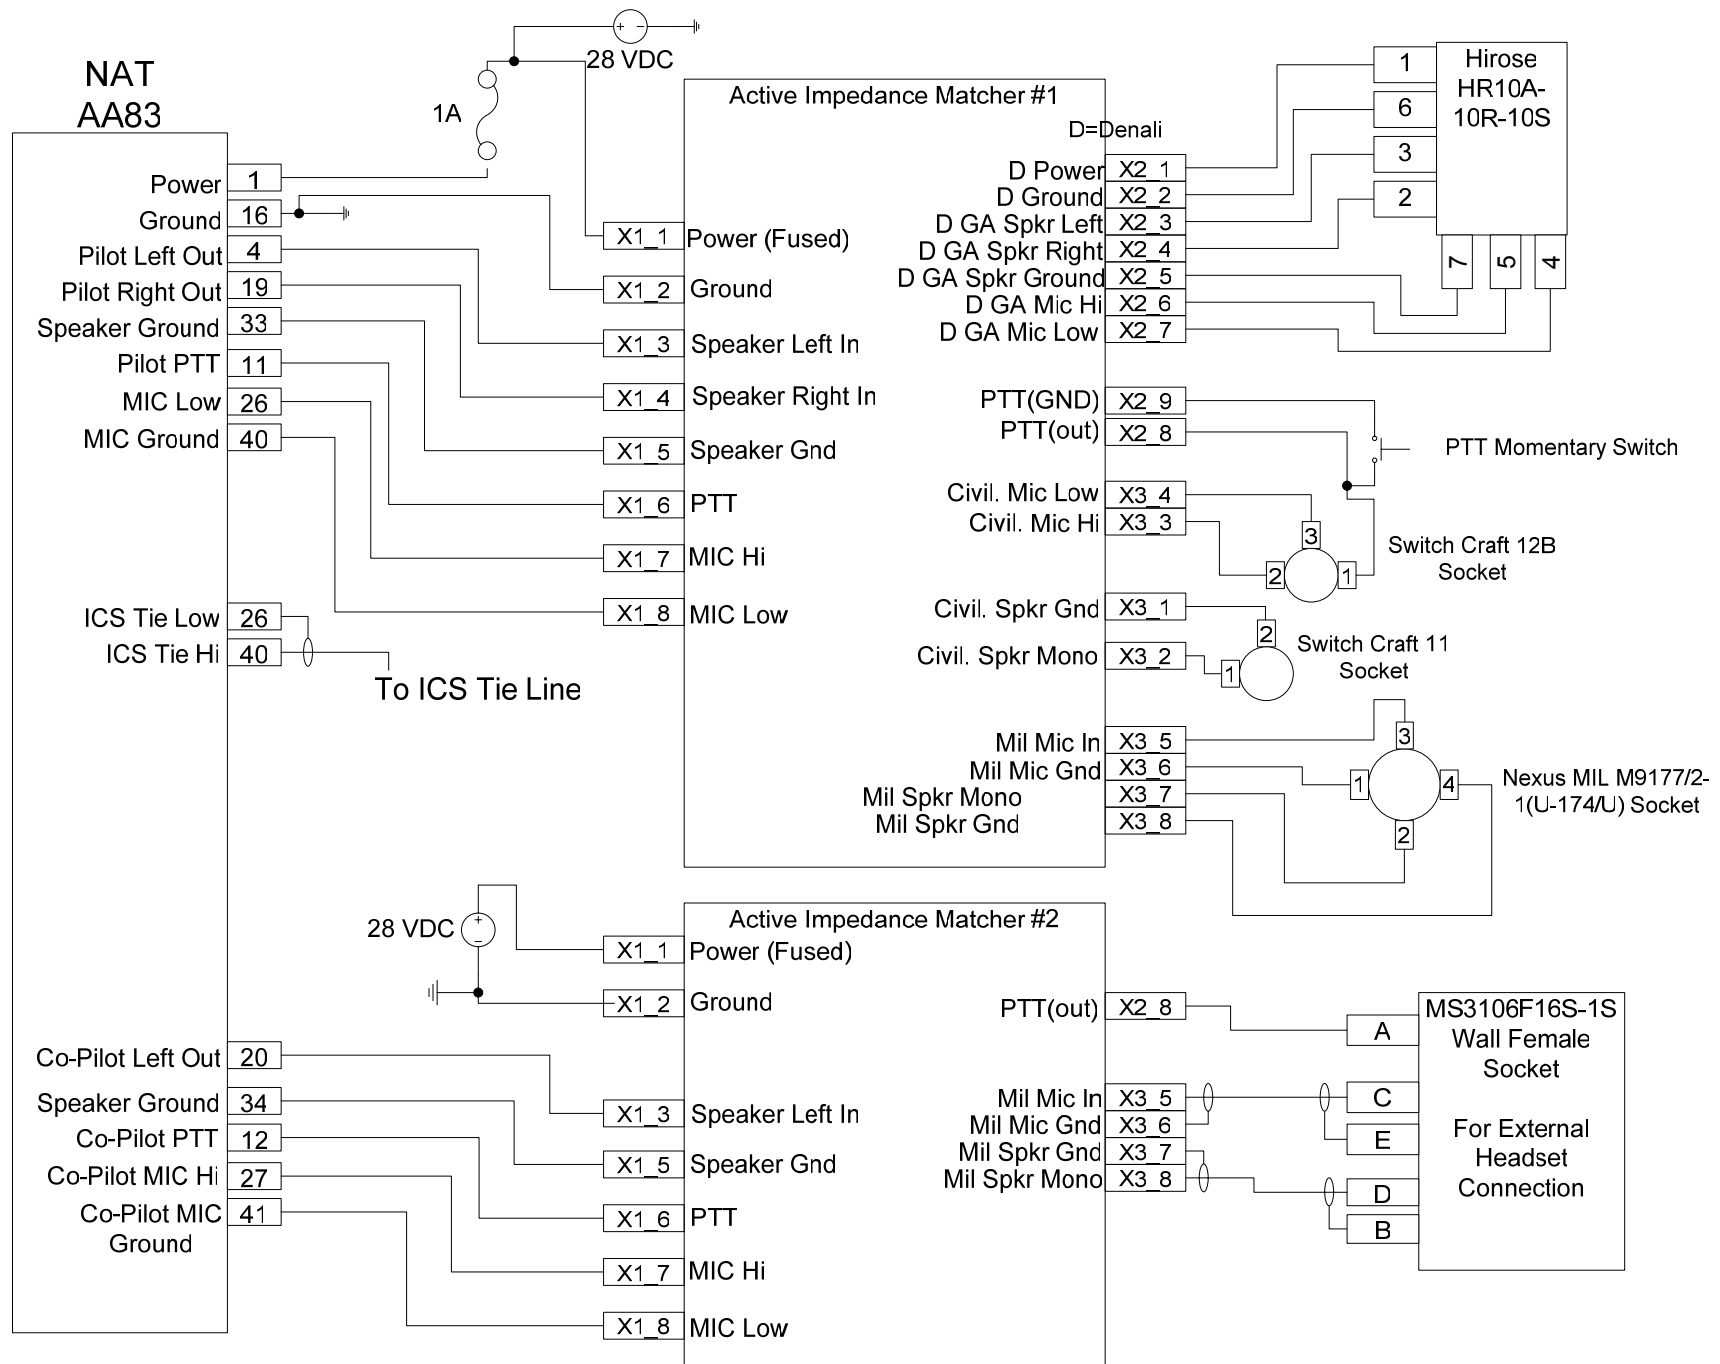 NAT
AA83
Power 1
Ground 16
Pilot Left Out 4
Pilot Right Out 19
Speaker Ground 33
Pilot PTT 11
MIC Low 26
MIC Ground 40
ICS Tie Low 26
ICS Tie Hi 40
To ICS Tie Line
Co-Pilot Left Out 20
Speaker Ground 34
Co-Pilot PTT 12
Co-Pilot MIC Hi 27
Co-Pilot MIC 41
Ground
+ −
28 VDC
1A
Active Impedance Matcher #1
D=Denali
X1_1 Power (Fused)
X1_2 Ground
X1_3 Speaker Left In
X1_4 Speaker Right In
X1_5 Speaker Gnd
X1_6 PTT
X1_7 MIC Hi
X1_8 MIC Low
D Power X2_1
D Ground X2_2
D GA Spkr Left X2_3
D GA Spkr Right X2_4
D GA Spkr Ground X2_5
D GA Mic Hi X2_6
D GA Mic Low X2_7
PTT(GND) X2_9
PTT(out) X2_8
Civil. Mic Low X3_4
Civil. Mic Hi X3_3
Civil. Spkr Gnd X3_1
Civil. Spkr Mono X3_2
Mil Mic In X3_5
Mil Mic Gnd X3_6
Mil Spkr Mono X3_7
Mil Spkr Gnd X3_8
1
6
3
2
Hirose
HR10A-
10R-10S
7 5 4
PTT Momentary Switch
3
2 1
Switch Craft 12B
Socket
2
1
Switch Craft 11
Socket
3
1 4
2
Nexus MIL M9177/2-
1(U-174/U) Socket
28 VDC
+
−
Active Impedance Matcher #2
X1_1 Power (Fused)
X1_2 Ground
X1_3 Speaker Left In
X1_5 Speaker Gnd
X1_6 PTT
X1_7 MIC Hi
X1_8 MIC Low
PTT(out) X2_8
Mil Mic In X3_5
Mil Mic Gnd X3_6
Mil Spkr Gnd X3_7
Mil Spkr Mono X3_8
A
C
E
D
B
MS3106F16S-1S
Wall Female
Socket
For External
Headset
Connection